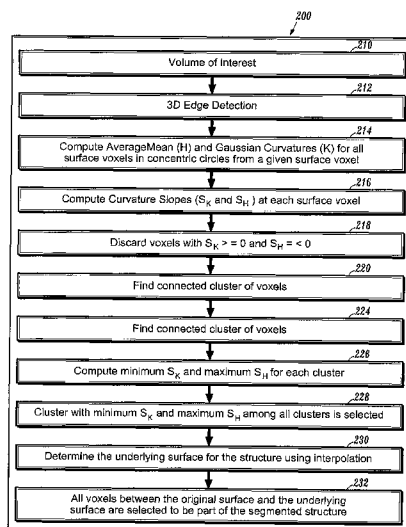 200
210
Volume of Interest
212
3D Edge Detection
214
Compute AverageMean (H) and Gaussian Curvatures (K) for all
surface voxels in concentric circles from a given surface voxel
216
Compute Curvature Slopes (SK and SH) at each surface voxel
218
Discard voxels with SK > = 0 and SH = < 0
220
Find connected cluster of voxels
224
Find connected cluster of voxels
226
Compute minimum SK and maximum SH for each cluster
228
Cluster with minimum SK and maximum SH among all clusters is selected
230
Determine the underlying surface for the structure using interpolation
232
All voxels between the original surface and the underlying
surface are selected to be part of the segmented structure